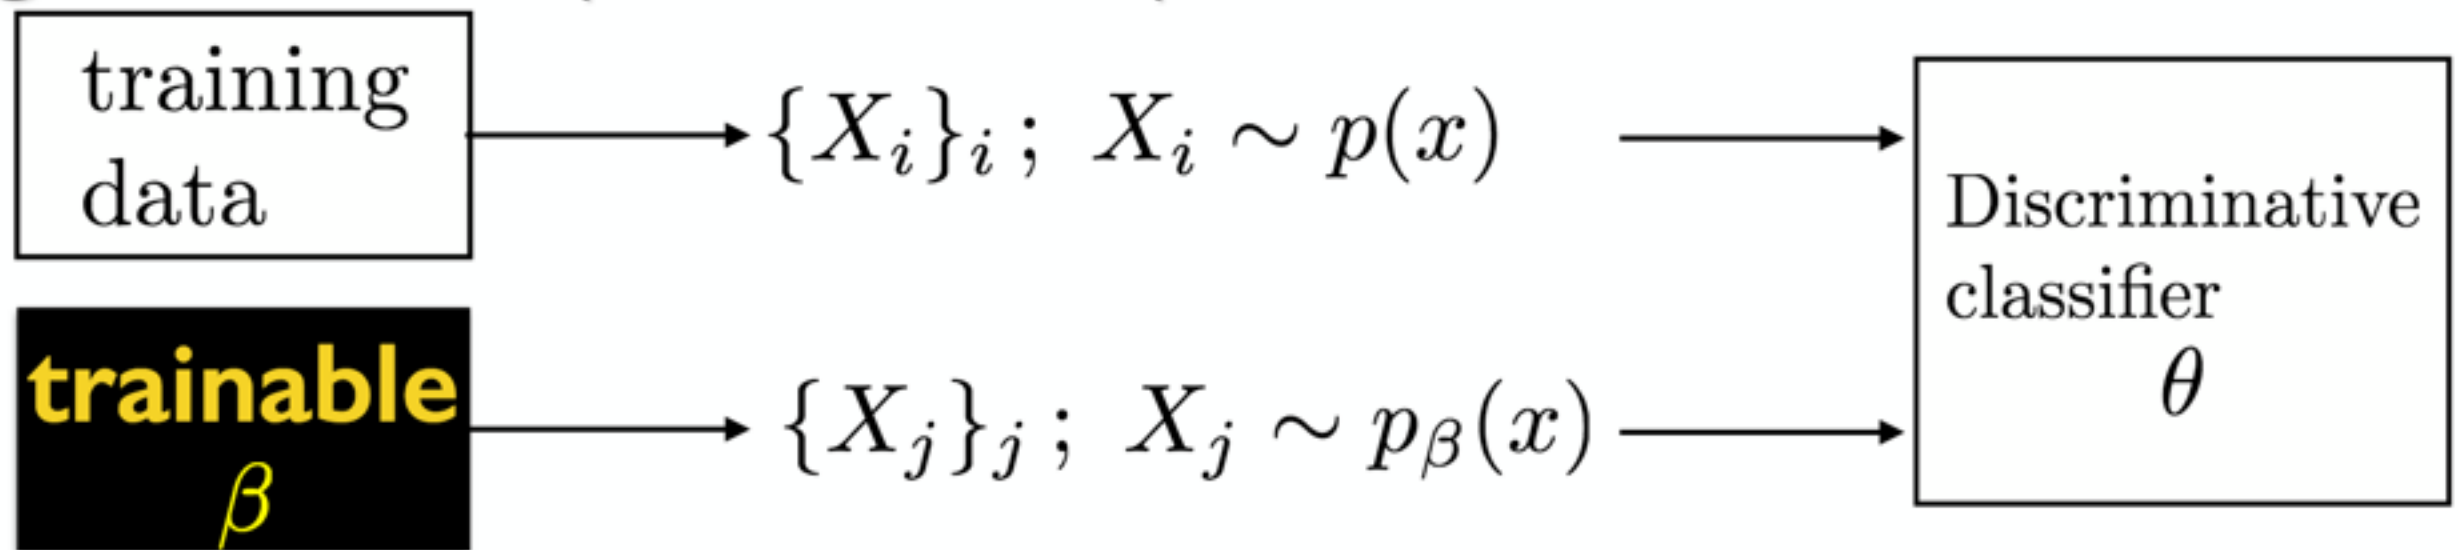 training
data
{X_i}_i ; X_i ∼ p(x)
trainable
β
{X_j}_j ; X_j ∼ p_β(x)
Discriminative
classifier
θ